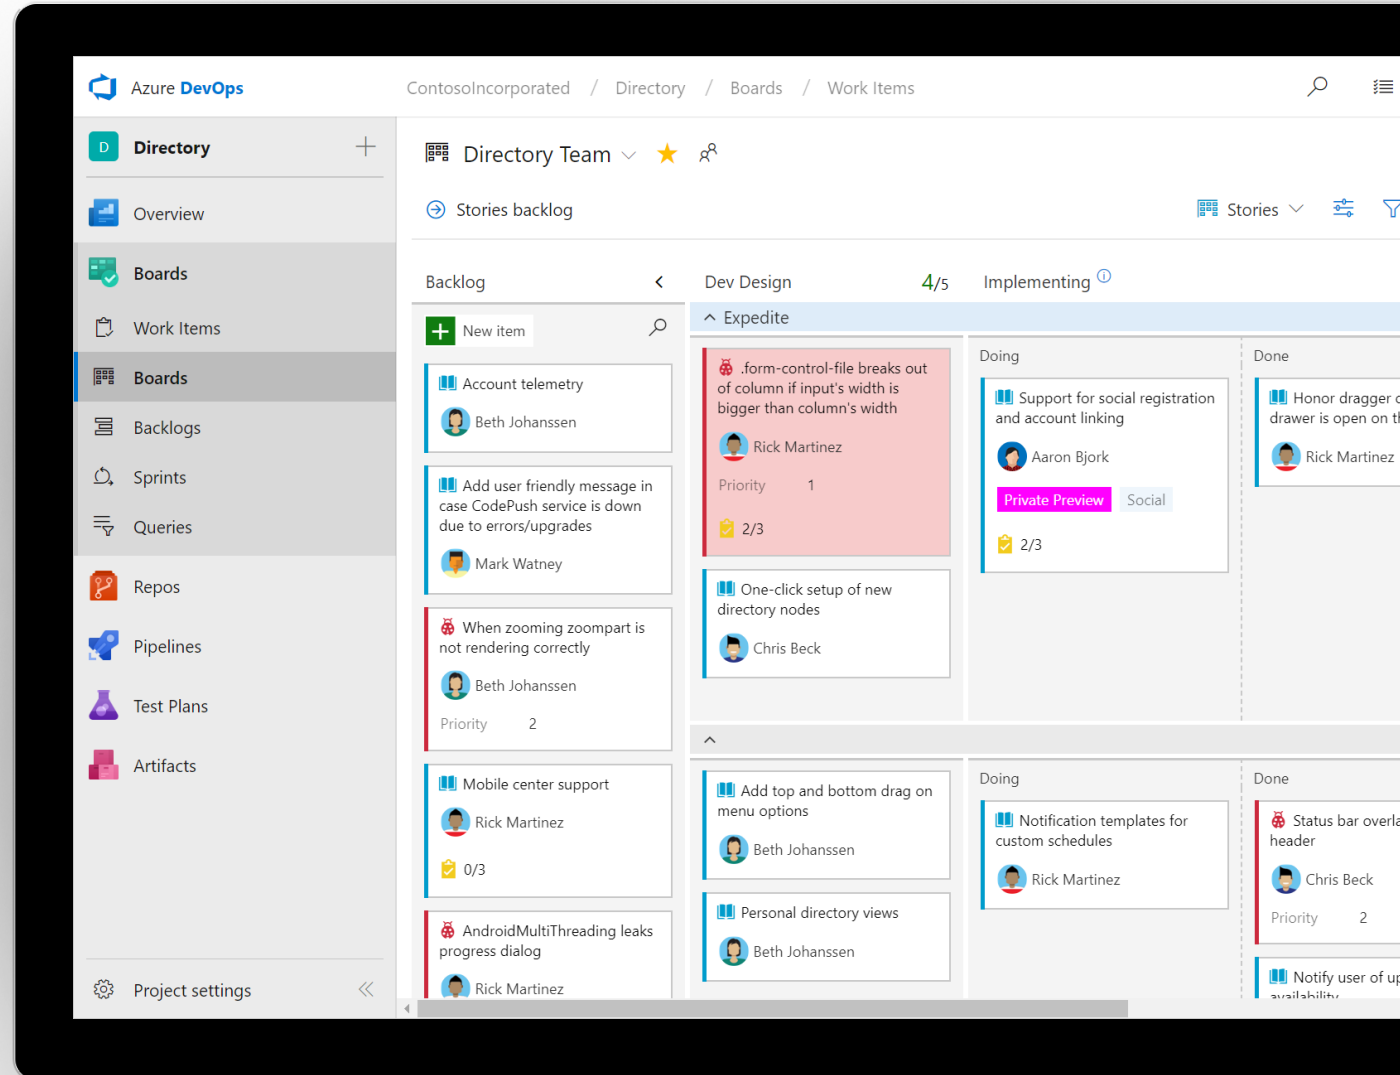 Azure DevOps
ContosoIncorporated / Directory / Boards / Work Items
D Directory
Overview
Boards
Work Items
Boards
Backlogs
Sprints
Queries
Repos
Pipelines
Test Plans
Artifacts
Project settings
Directory Team
Stories backlog
Stories
Backlog
New item
Account telemetry
Beth Johanssen
Add user friendly message in
case CodePush service is down
due to errors/upgrades
Mark Watney
When zooming zoompart is
not rendering correctly
Beth Johanssen
Priority 2
Mobile center support
Rick Martinez
0/3
AndroidMultiThreading leaks
progress dialog
Rick Martinez
Dev Design 4/5
Expedite
.form-control-file breaks out
of column if input's width is
bigger than column's width
Rick Martinez
Priority 1
2/3
One-click setup of new
directory nodes
Chris Beck
Add top and bottom drag on
menu options
Beth Johanssen
Personal directory views
Beth Johanssen
Implementing
Doing
Support for social registration
and account linking
Aaron Bjork
Private Preview Social
2/3
Doing
Notification templates for
custom schedules
Rick Martinez
Done
Honor dragger
drawer is open on
Rick Martinez
Done
Status bar
header
Chris Beck
Priority 2
Notify user of
availability